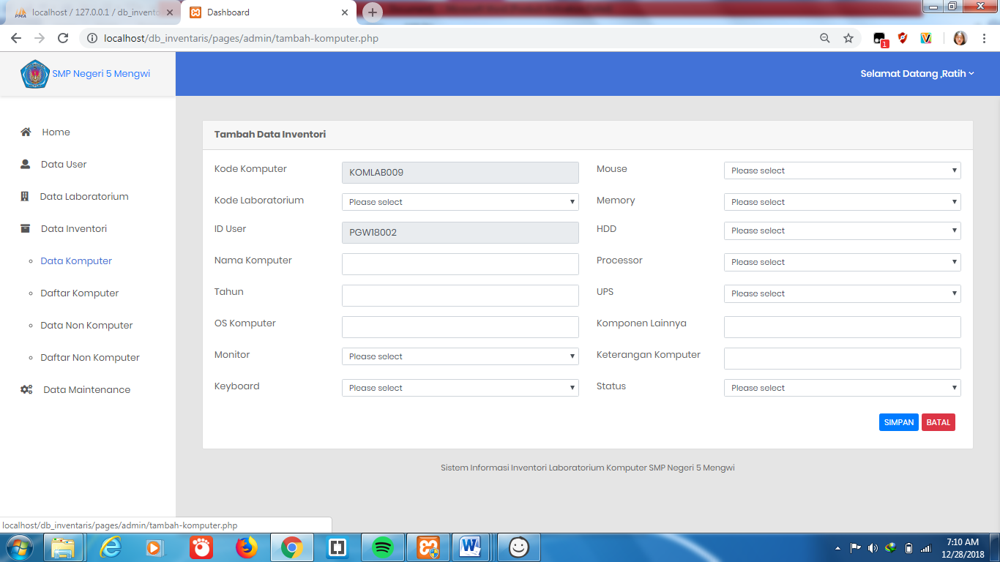 localhost / 127.0.0.1 / db_invento
Dashboard
localhost/db_inventaris/pages/admin/tambah-komputer.php
1
SMP Negeri 5 Mengwi
Selamat Datang ,Ratih
Home
Data User
Data Laboratorium
Data Inventori
Data Komputer
Daftar Komputer
Data Non Komputer
Daftar Non Komputer
Data Maintenance
Tambah Data Inventori
Kode Komputer KOMLAB009
Kode Laboratorium Please select
ID User PGW18002
Nama Komputer
Tahun
OS Komputer
Monitor Please select
Keyboard Please select
Mouse Please select
Memory Please select
HDD Please select
Processor Please select
UPS Please select
Komponen Lainnya
Keterangan Komputer
Status Please select
SIMPAN BATAL
Sistem Informasi Inventori Laboratorium Komputer SMP Negeri 5 Mengwi
localhost/db_inventaris/pages/admin/tambah-komputer.php
7:10 AM
12/28/2018